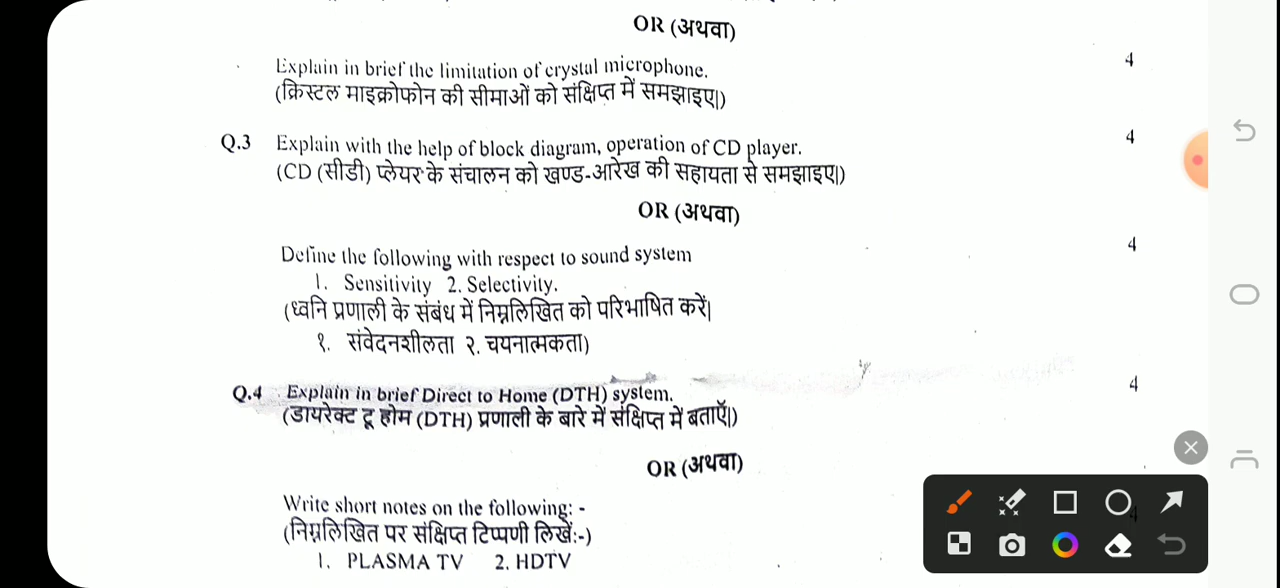 OR (अथवा)
Explain in brief the limitation of crystal microphone. 4
(क्रिस्टल माइक्रोफोन की सीमाओं को संक्षिप्त में समझाइए|)
Q.3 Explain with the help of block diagram, operation of CD player. 4
(CD (सीडी) प्लेयर के संचालन को खण्ड-आरेख की सहायता से समझाइए|)
OR (अथवा)
Define the following with respect to sound system 4
1. Sensitivity 2. Selectivity.
(ध्वनि प्रणाली के संबंध में निम्नलिखित को परिभाषित करें|
१. संवेदनशीलता २. चयनात्मकता)
Q.4 Explain in brief Direct to Home (DTH) system. 4
(डायरेक्ट टू होम (DTH) प्रणाली के बारे में संक्षिप्त में बताएँ|)
OR (अथवा)
Write short notes on the following: -
(निम्नलिखित पर संक्षिप्त टिप्पणी लिखें:-)
1. PLASMA TV 2. HDTV